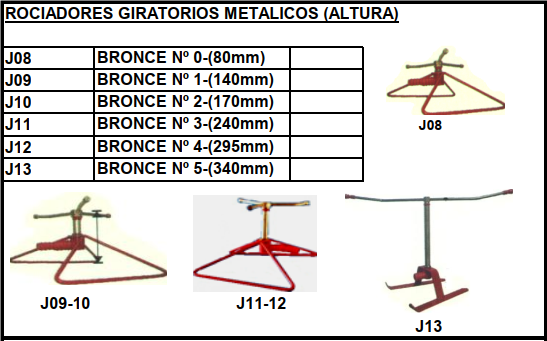 ROCIADORES GIRATORIOS METALICOS (ALTURA)
J08 BRONCE Nº 0-(80mm)
J09 BRONCE Nº 1-(140mm)
J10 BRONCE Nº 2-(170mm)
J11 BRONCE Nº 3-(240mm)
J12 BRONCE Nº 4-(295mm)
J13 BRONCE Nº 5-(340mm)
J08
J09-10
J11-12
J13